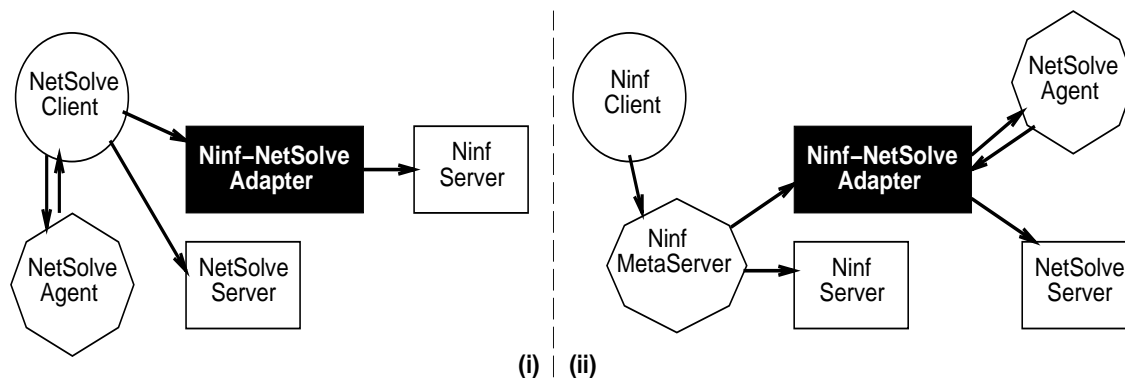 NetSolve
Client
Ninf−NetSolve
Adapter
Ninf
Server
NetSolve
Agent
NetSolve
Server
(i)
Ninf
Client
NetSolve
Agent
Ninf−NetSolve
Adapter
Ninf
MetaServer
Ninf
Server
NetSolve
Server
(ii)